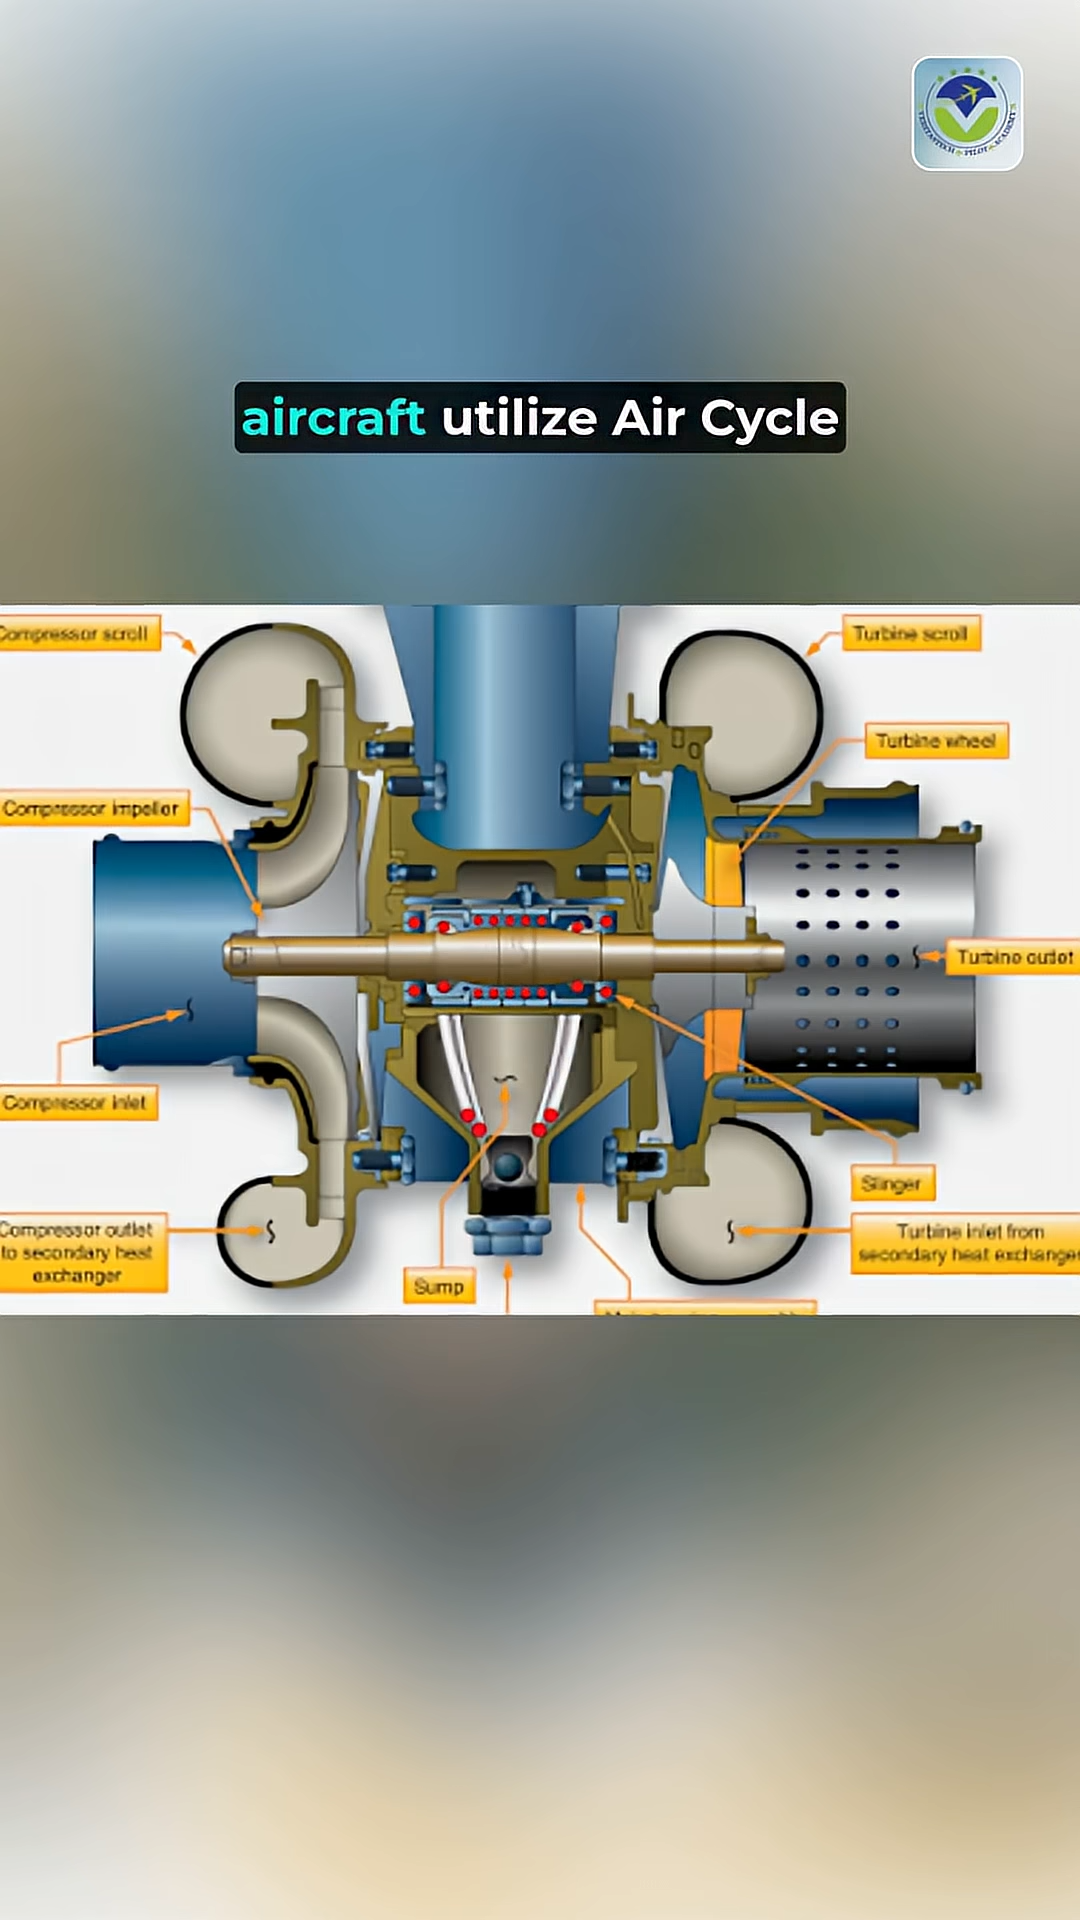 aircraft utilize Air Cycle
Compressor scroll
Turbine scroll
Turbine wheel
Compressor impeller
Turbine outlet
Compressor inlet
Slinger
Compressor outlet
to secondary heat
exchanger
Turbine inlet from
secondary heat exchanger
Sump